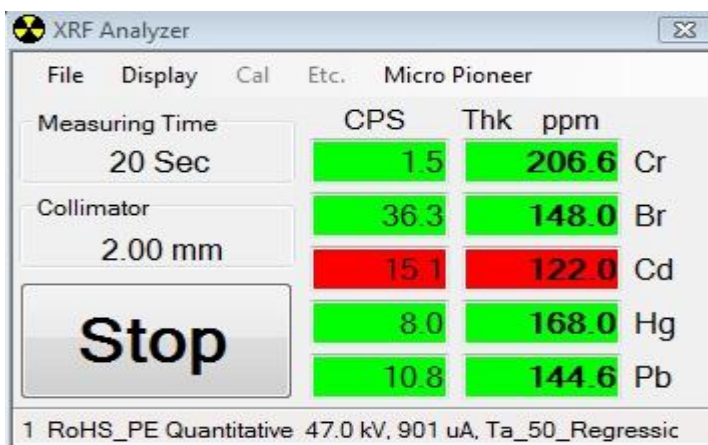 XRF Analyzer
File Display Cal Etc. Micro Pioneer
Measuring Time CPS Thk ppm
20 Sec 1.5 206.6 Cr
Collimator 36.3 148.0 Br
2.00 mm
15.1 122.0 Cd
Stop 8.0 168.0 Hg
10.8 144.6 Pb
1 RoHS_PE Quantitative 47.0 kV, 901 uA, Ta_50_Regressic